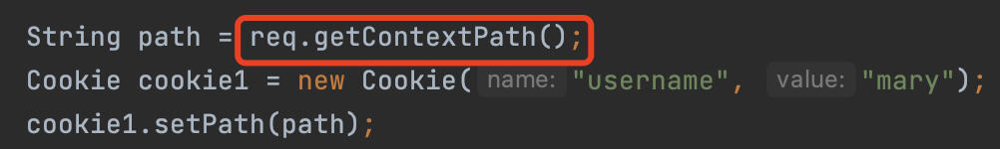 String path = req.getContextPath();
Cookie cookie1 = new Cookie( name: "username", value: "mary");
cookie1.setPath(path);